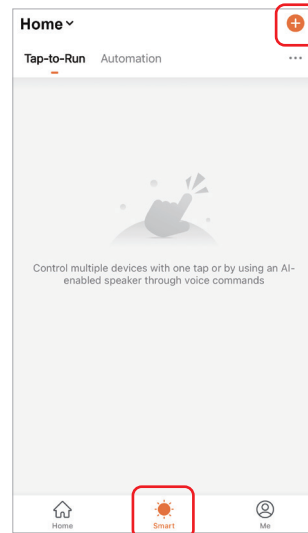 Home
Tap-to-Run Automation
Control multiple devices with one tap or by using an AI-
enabled speaker through voice commands
Home Smart Me